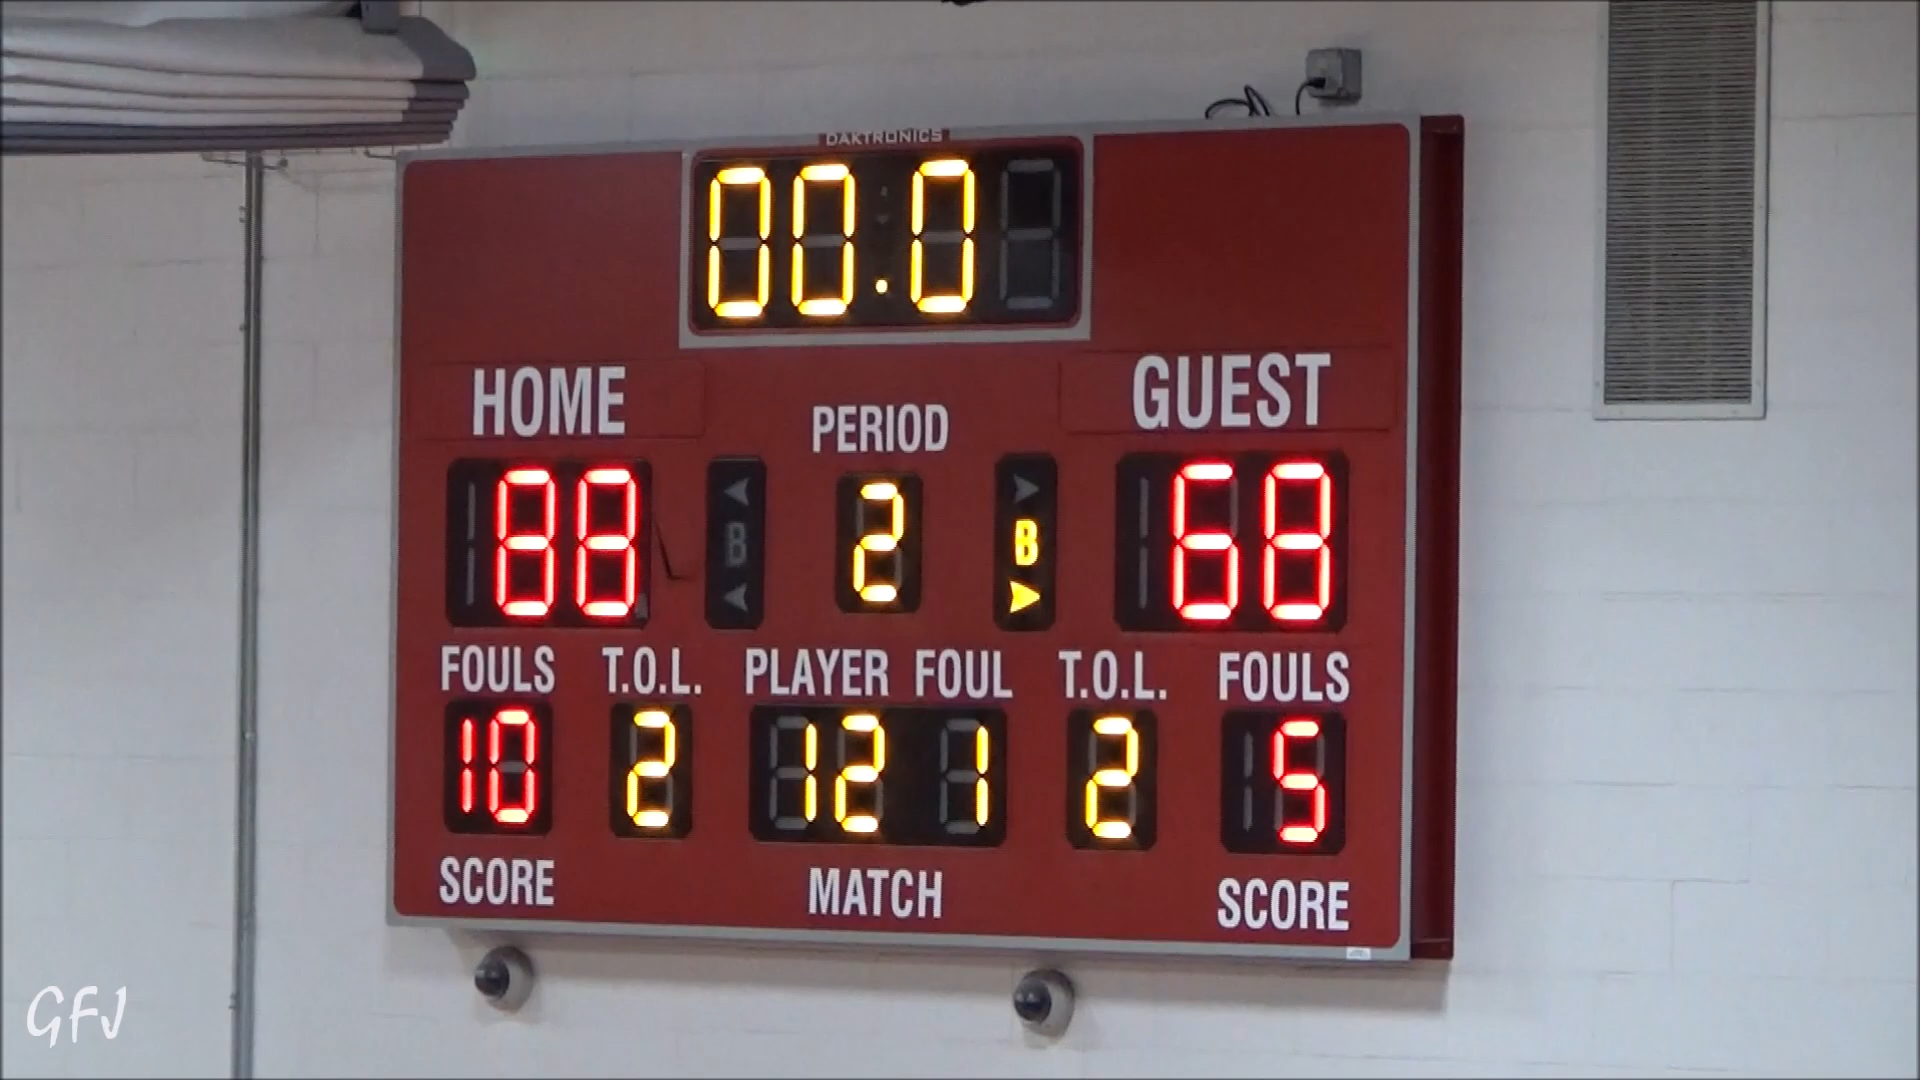 DAKTRONICS
00.0
HOME
PERIOD
GUEST
88
2
B
68
FOULS T.O.L. PLAYER FOUL T.O.L. FOULS
10 2 12 1 2 5
SCORE MATCH SCORE
GFJ